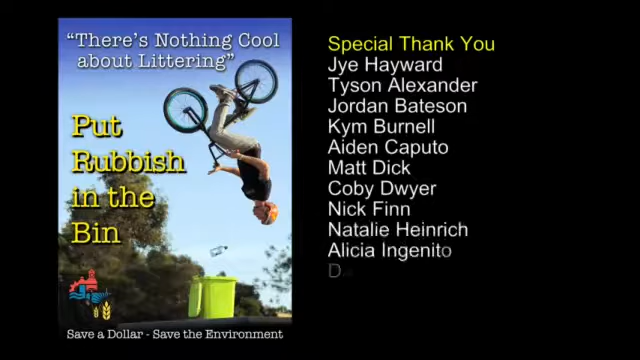 “There’s Nothing Cool
about Littering”
Put
Rubbish
in the
Bin
Save a Dollar - Save the Environment
Special Thank You
Jye Hayward
Tyson Alexander
Jordan Bateson
Kym Burnell
Aiden Caputo
Matt Dick
Coby Dwyer
Nick Finn
Natalie Heinrich
Alicia Ingenito